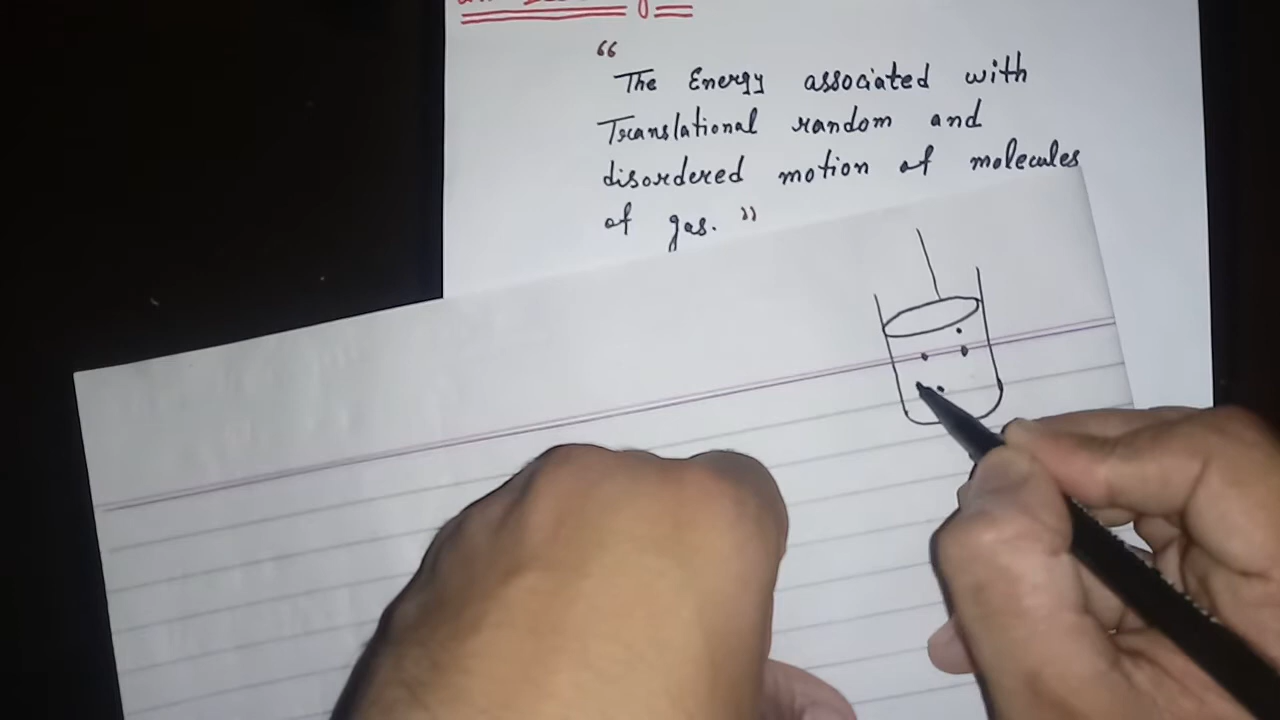 “
The Energy associated with
Translational random and
disordered motion of molecules
of gas. ”